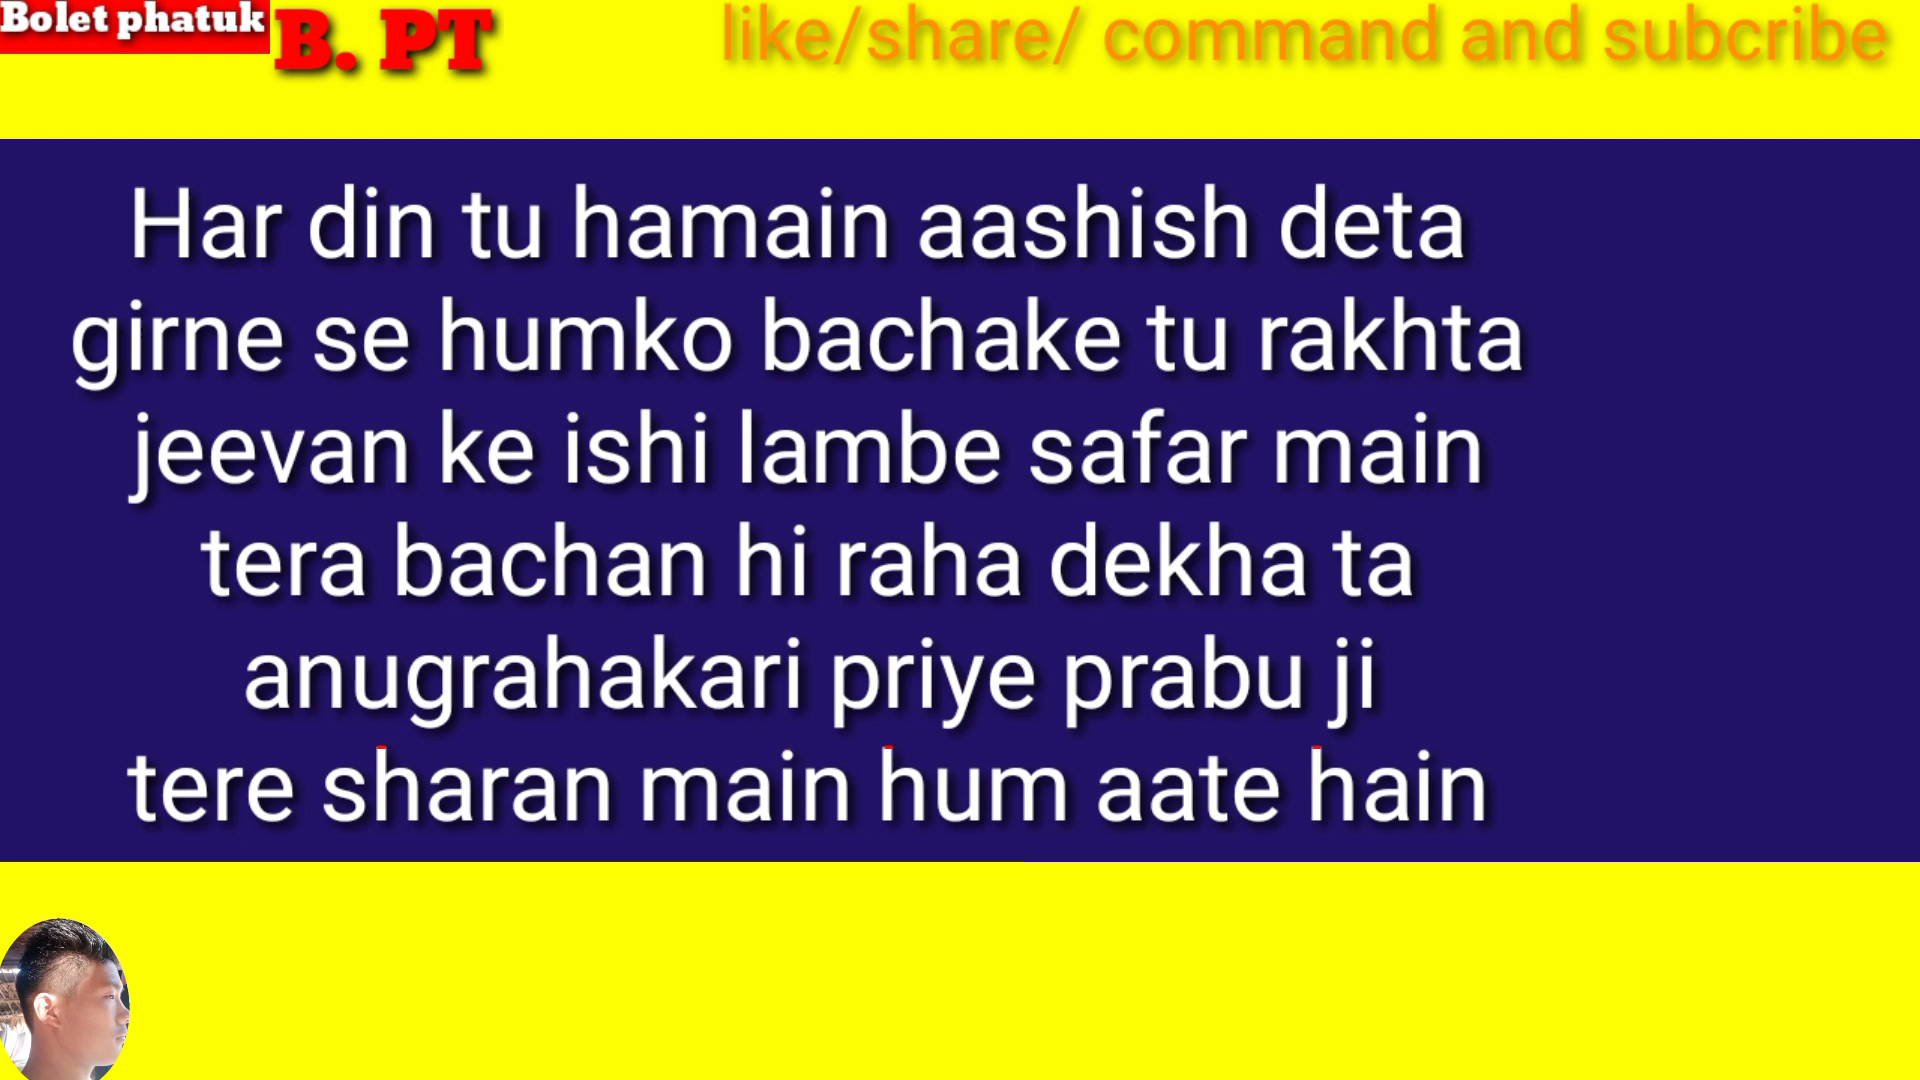 Bolet phatuk
B. PT
like/share/ command and subcribe
Har din tu hamain aashish deta
girne se humko bachake tu rakhta
jeevan ke ishi lambe safar main
tera bachan hi raha dekha ta
anugrahakari priye prabu ji
tere sharan main hum aate hain